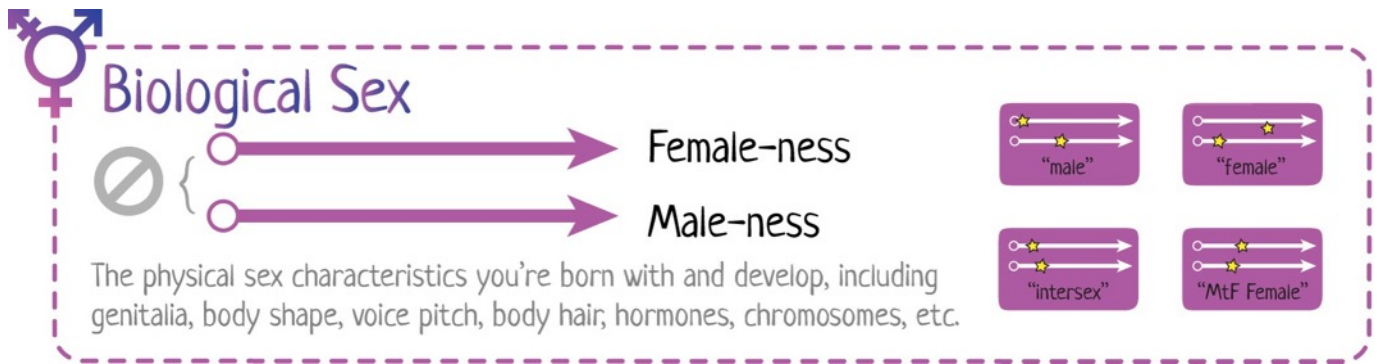 Biological Sex
Female-ness
Male-ness
The physical sex characteristics you’re born with and develop, including
genitalia, body shape, voice pitch, body hair, hormones, chromosomes, etc.
“male”
“female”
“intersex”
“MtF Female”